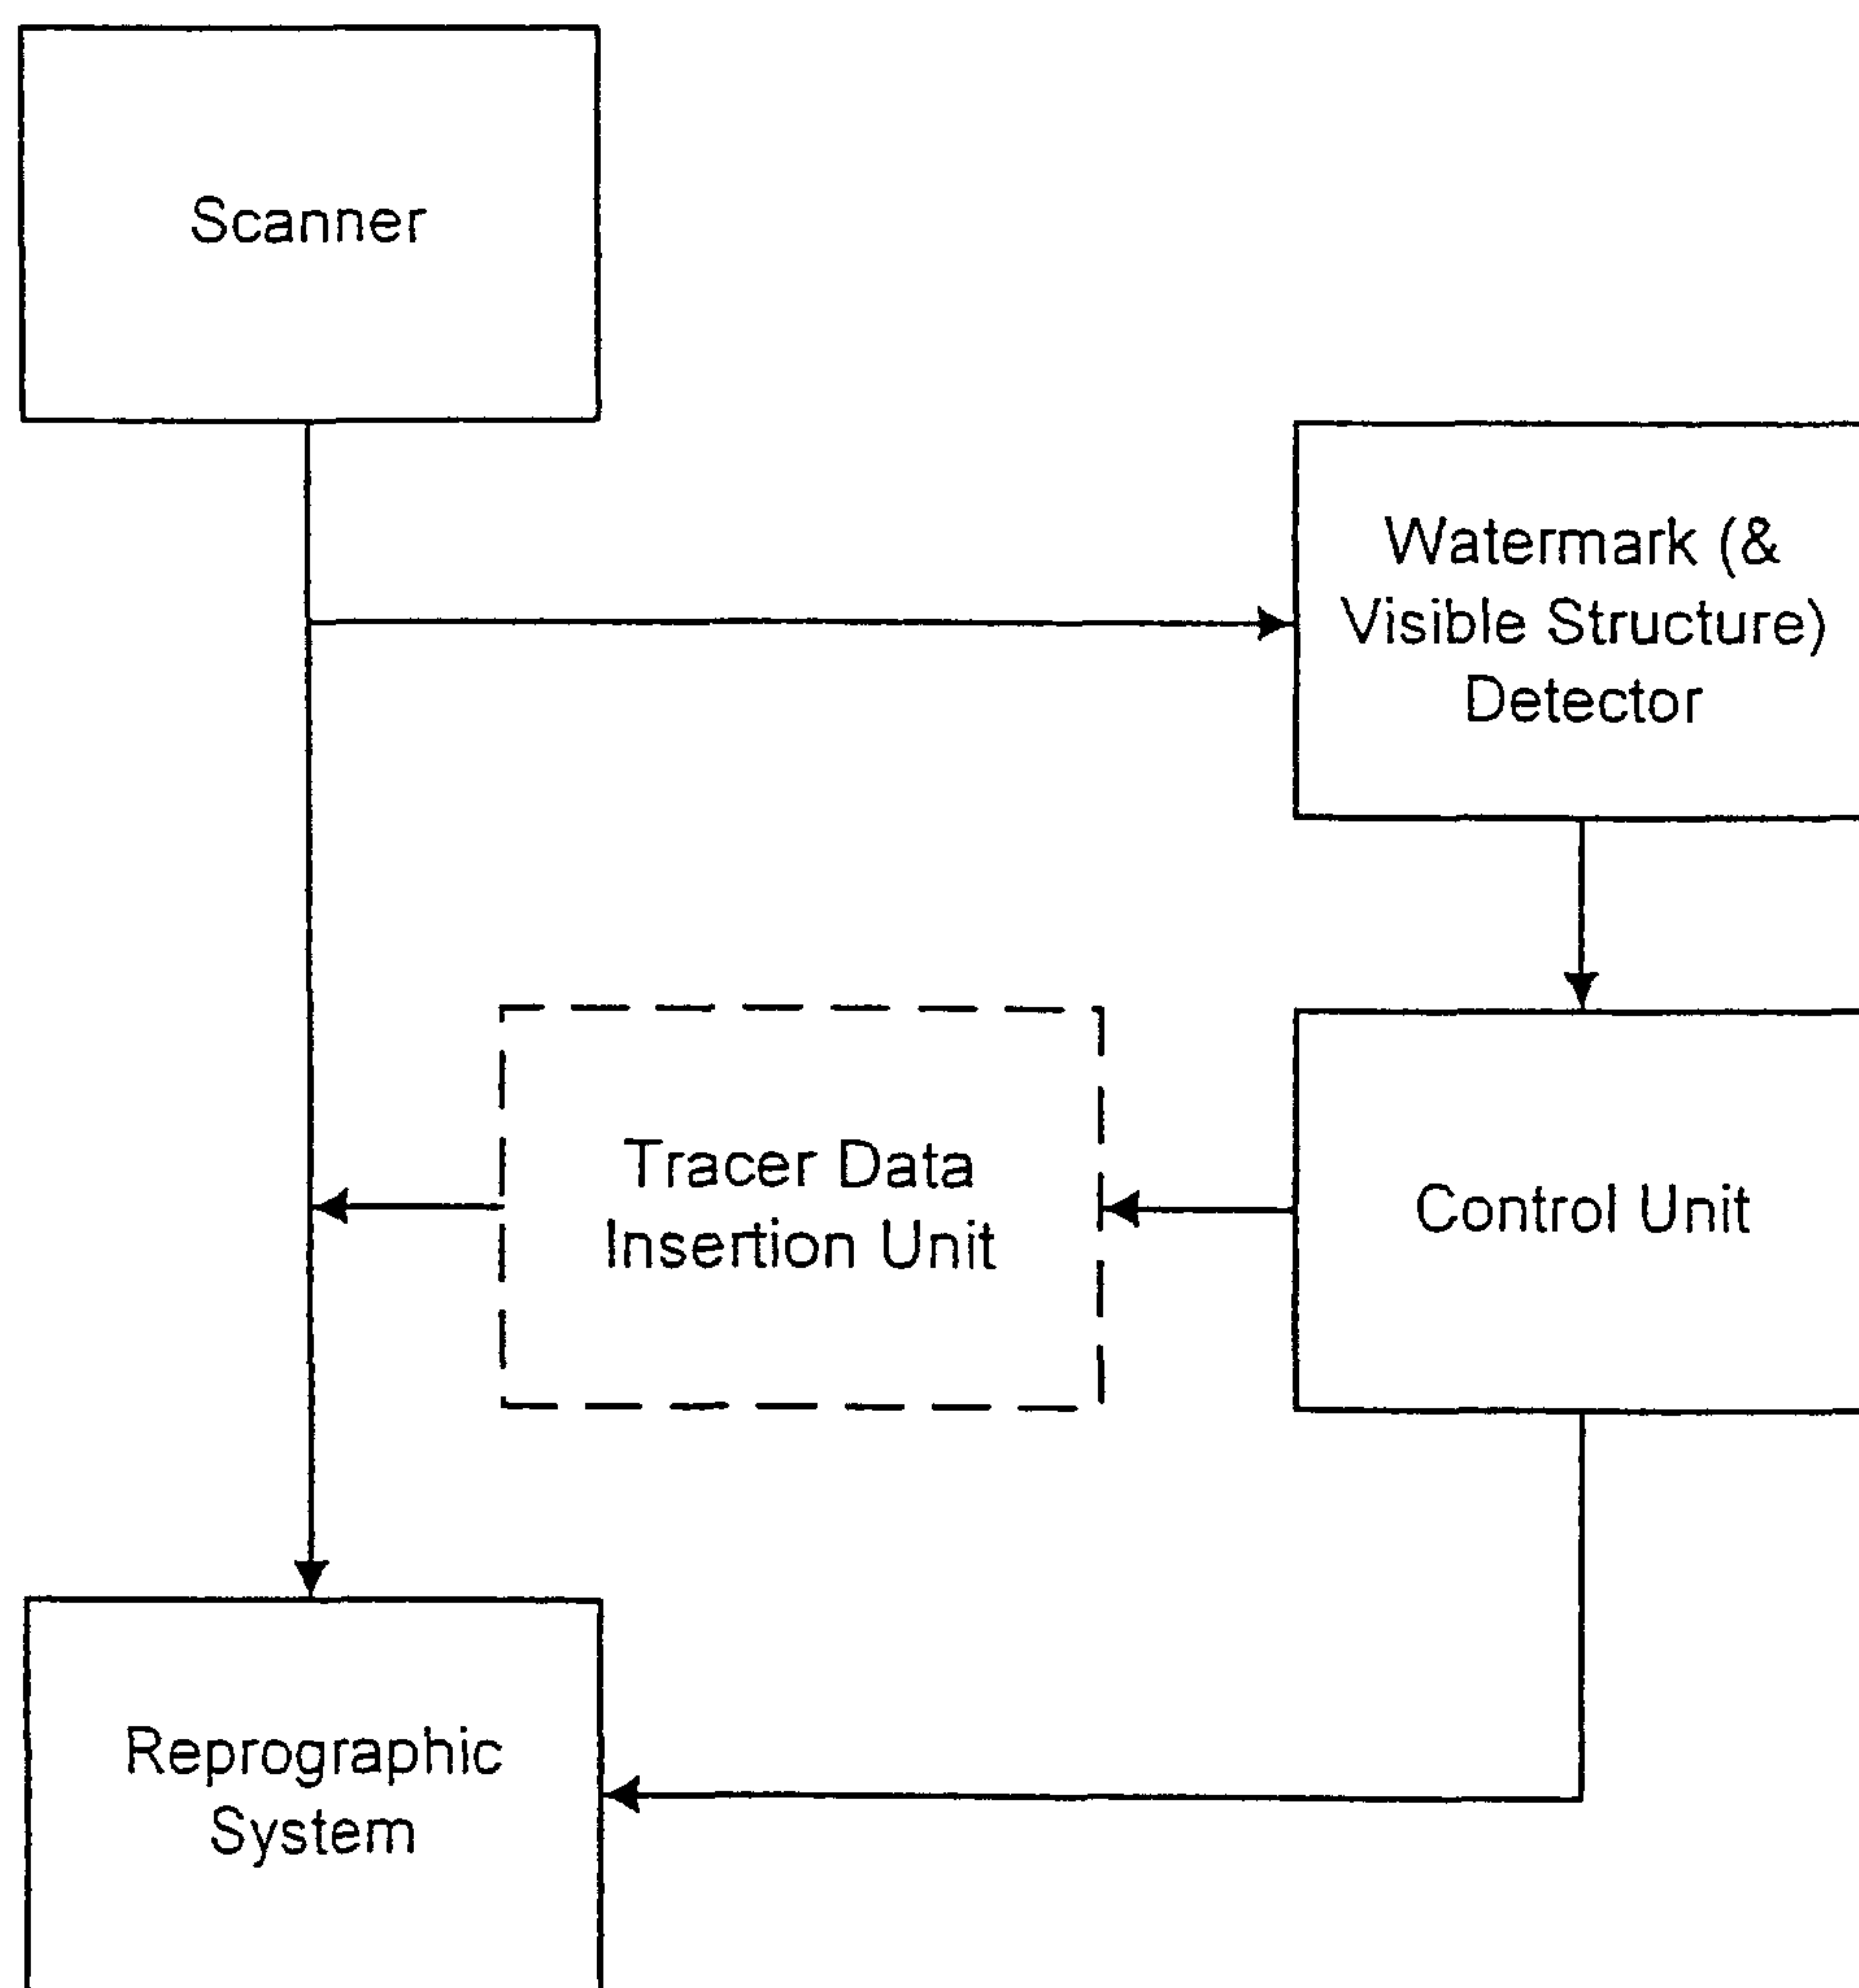 Scanner
Watermark (&
Visible Structure)
Detector
Tracer Data
Insertion Unit
Control Unit
Reprographic
System